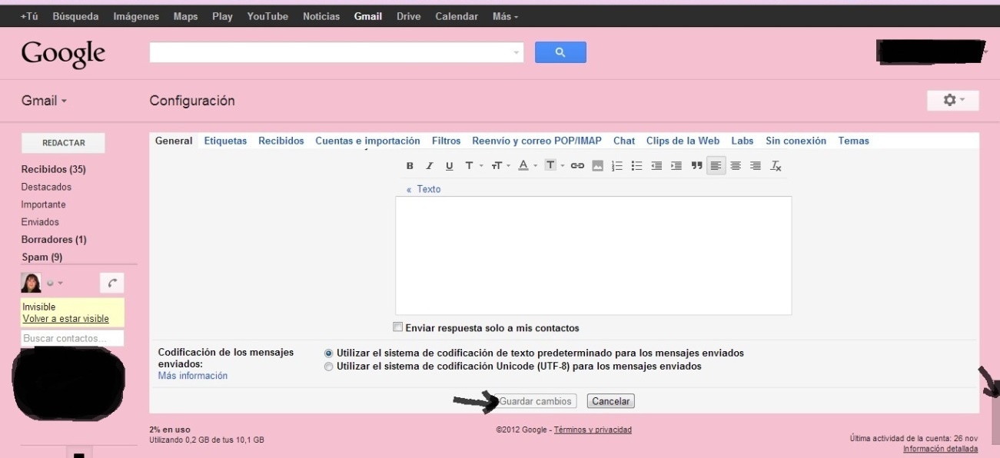 +Tú Búsqueda Imágenes Maps Play YouTube Noticias Gmail Drive Calendar Más
Google
Gmail Configuración
REDACTAR
Recibidos (35)
Destacados
Importante
Enviados
Borradores (1)
Spam (9)
Invisible
Volver a estar visible
Buscar contactos...
General Etiquetas Recibidos Cuentas e importación Filtros Reenvío y correo POP/IMAP Chat Clips de la Web Labs Sin conexión Temas
B I U T тT A T Tx
« Texto
Enviar respuesta solo a mis contactos
Codificación de los mensajes
enviados:
Más información
Utilizar el sistema de codificación de texto predeterminado para los mensajes enviados
Utilizar el sistema de codificación Unicode (UTF-8) para los mensajes enviados
Guardar cambios Cancelar
2% en uso
Utilizando 0,2 GB de tus 10,1 GB
©2012 Google - Términos y privacidad
Última actividad de la cuenta: 26 nov
Información detallada